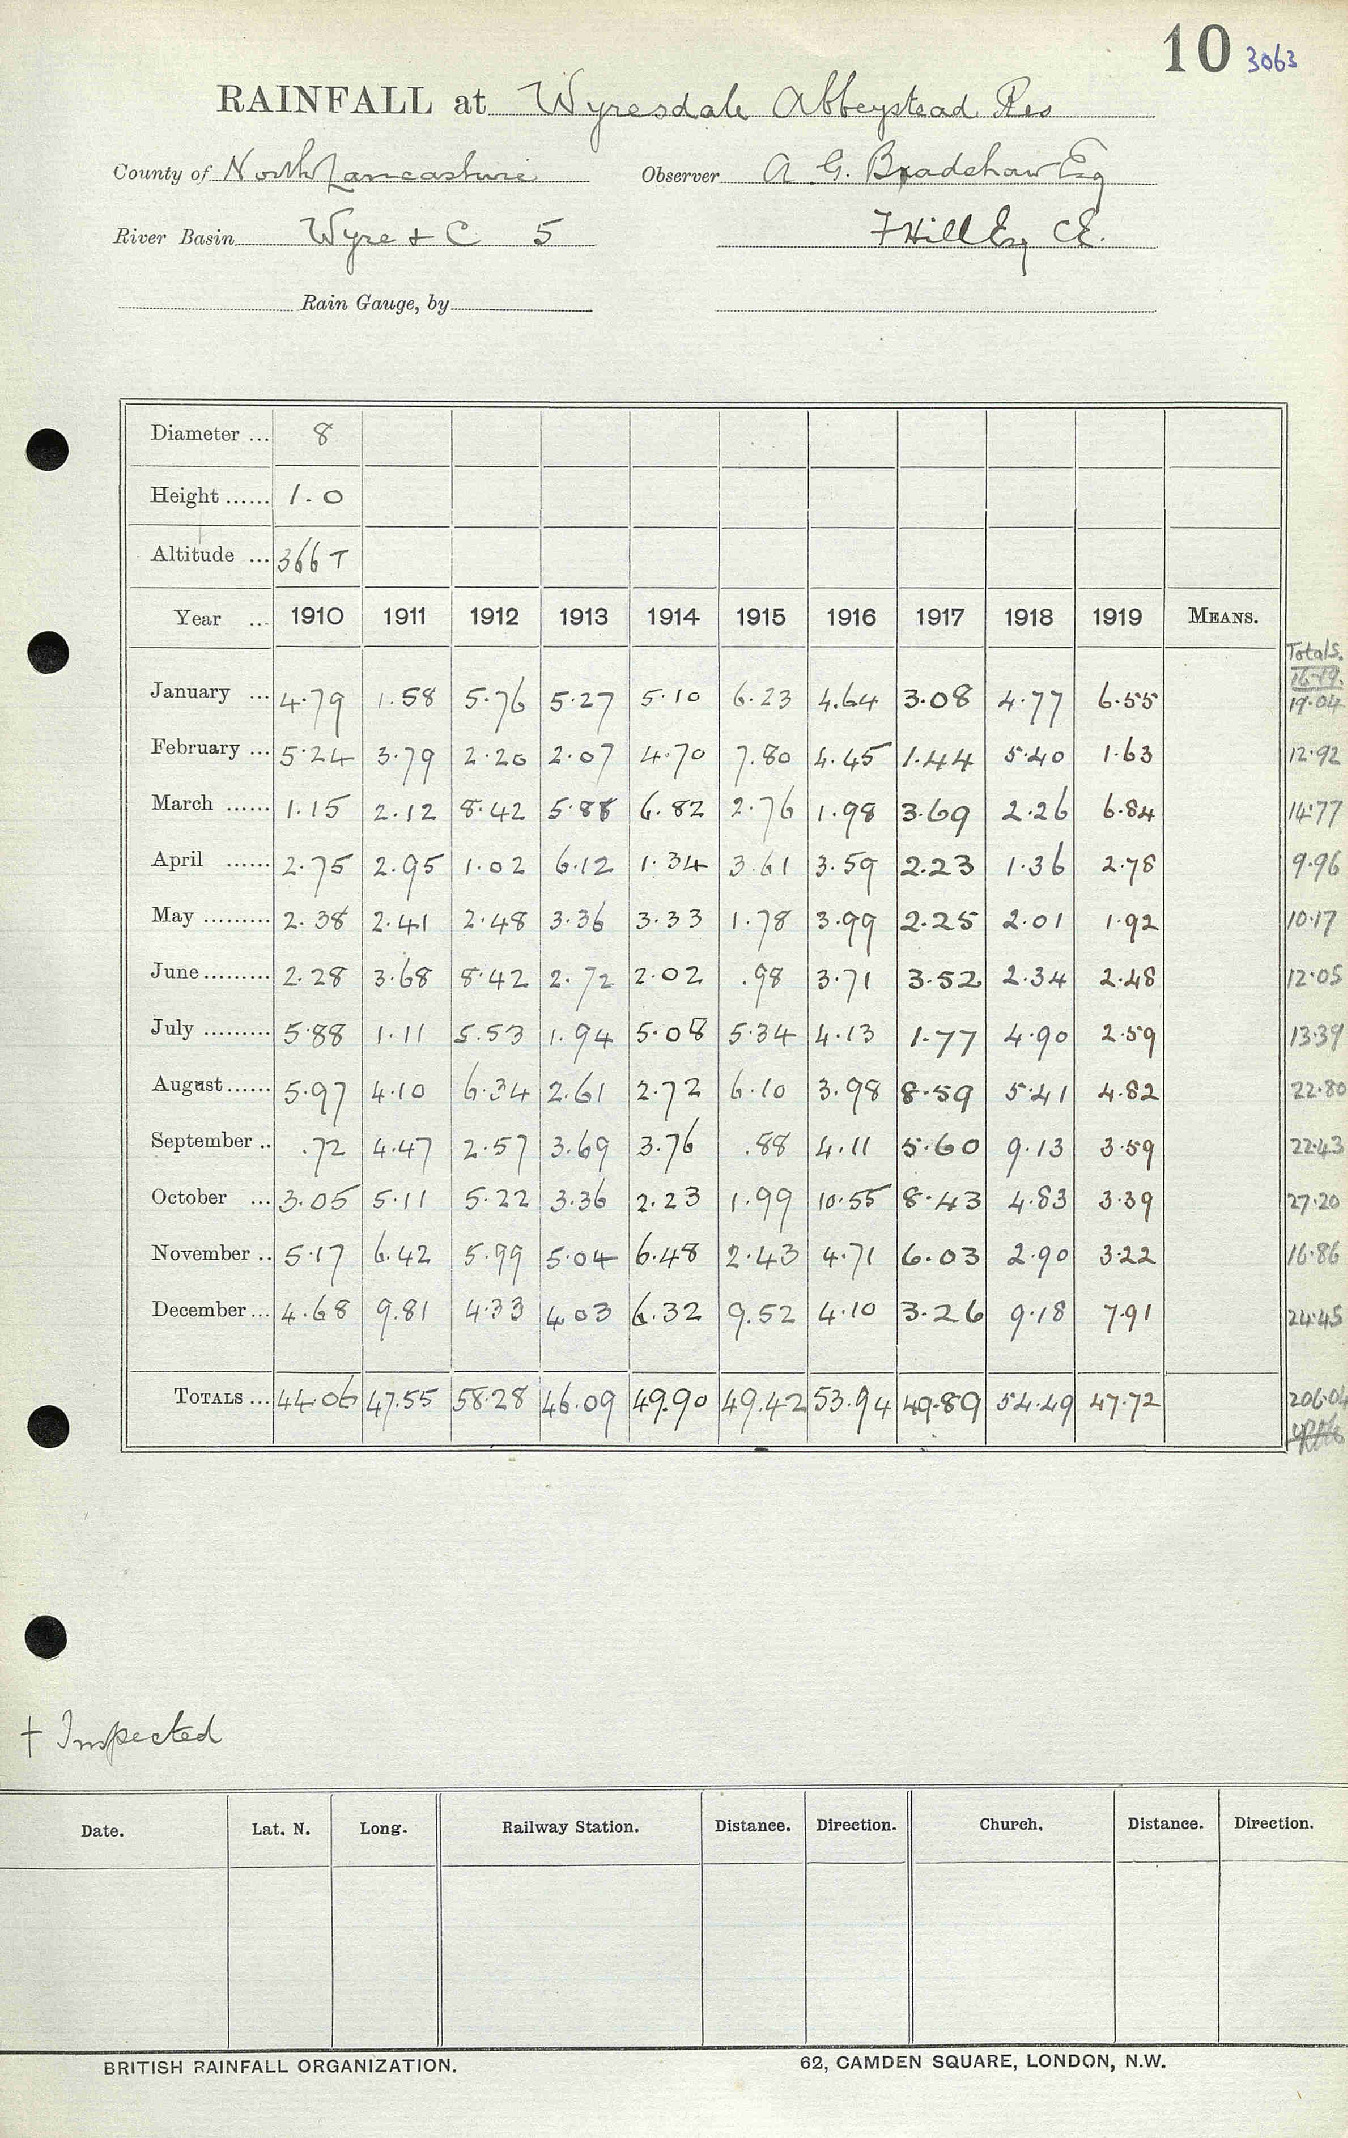 10 3063
RAINFALL at Wyresdale Abbeystead Res
County of North Lancashire Observer A G. Bradshaw Esq
River Basin Wyre & C 5 F Hill Esq CE.
Rain Gauge, by
Diameter ... 8
Height ...... 1.0
Altitude ... 366 T
Year ... 1910 1911 1912 1913 1914 1915 1916 1917 1918 1919 MEANS. Totals.
16-19.
January ... 4.79 1.58 5.76 5.27 5.10 6.23 4.64 3.08 4.77 6.55 19.04
February ... 5.24 3.79 2.20 2.07 4.70 7.80 4.45 1.44 5.40 1.63 12.92
March ...... 1.15 2.12 8.42 5.88 6.82 2.76 1.98 3.69 2.26 6.84 14.77
April ...... 2.75 2.95 1.02 6.12 1.34 3.61 3.59 2.23 1.36 2.78 9.96
May ......... 2.38 2.41 2.48 3.36 3.33 1.78 3.99 2.25 2.01 1.92 10.17
June ......... 2.28 3.68 8.42 2.72 2.02 .98 3.71 3.52 2.34 2.48 12.05
July ......... 5.88 1.11 5.53 1.94 5.08 5.34 4.13 1.77 4.90 2.59 13.39
August ...... 5.97 4.10 6.34 2.61 2.72 6.10 3.98 8.59 5.41 4.82 22.80
September .. .72 4.47 2.57 3.69 3.76 .88 4.11 5.60 9.13 3.59 22.43
October ... 3.05 5.11 5.22 3.36 2.23 1.99 10.55 8.43 4.83 3.39 27.20
November .. 5.17 6.42 5.99 5.04 6.48 2.43 4.71 6.03 2.90 3.22 16.86
December ... 4.68 9.81 4.33 4.03 6.32 9.52 4.10 3.26 9.18 7.91 24.45
TOTALS ... 44.06 47.55 58.28 46.09 49.90 49.42 53.94 49.89 54.49 47.72 206.04
† Inspected
Date. Lat. N. Long. Railway Station. Distance. Direction. Church. Distance. Direction.
BRITISH RAINFALL ORGANIZATION. 62, CAMDEN SQUARE, LONDON, N.W.